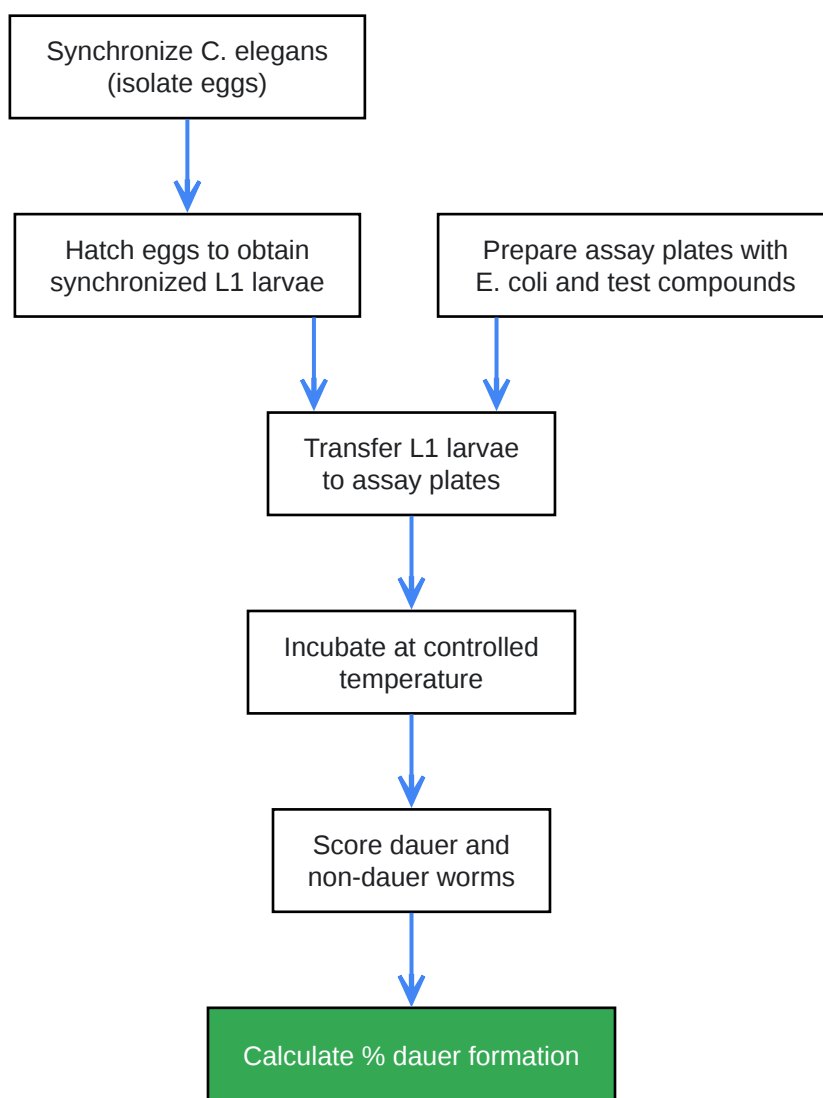 Synchronize C. elegans
(isolate eggs)
Hatch eggs to obtain
synchronized L1 larvae
Prepare assay plates with
E. coli and test compounds
Transfer L1 larvae
to assay plates
Incubate at controlled
temperature
Score dauer and
non-dauer worms
Calculate % dauer formation